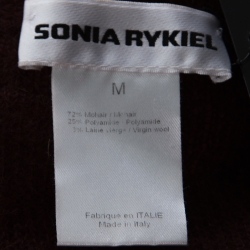 SONIA RYKIEL
M
72% Mohair / Mohair
25% Polyamide / Polyamide
3% Laine vierge / Virgin wool
Fabriqué en ITALIE
Made in Italy